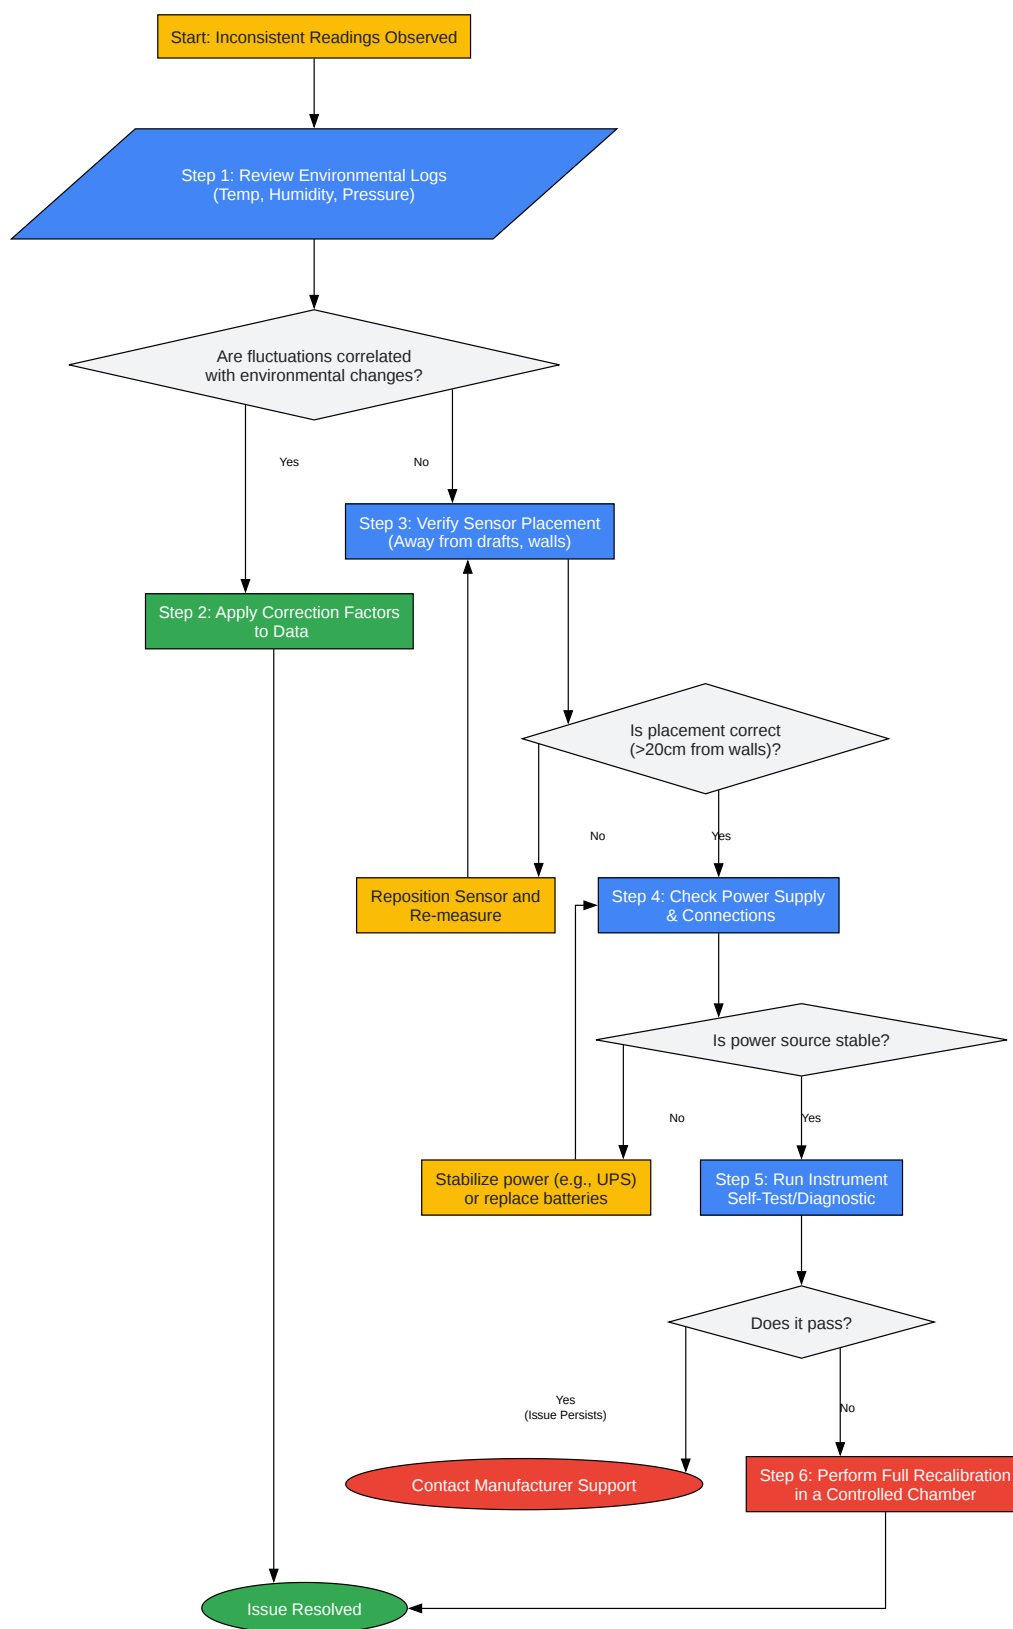 Start: Inconsistent Readings Observed
Step 1: Review Environmental Logs
(Temp, Humidity, Pressure)
Are fluctuations correlated
with environmental changes?
Yes
No
Step 3: Verify Sensor Placement
(Away from drafts, walls)
Step 2: Apply Correction Factors
to Data
Is placement correct
(>20cm from walls)?
No
Yes
Reposition Sensor and
Re-measure
Step 4: Check Power Supply
& Connections
Is power source stable?
No
Yes
Stabilize power (e.g., UPS)
or replace batteries
Step 5: Run Instrument
Self-Test/Diagnostic
Does it pass?
Yes
(Issue Persists)
No
Contact Manufacturer Support
Step 6: Perform Full Recalibration
in a Controlled Chamber
Issue Resolved